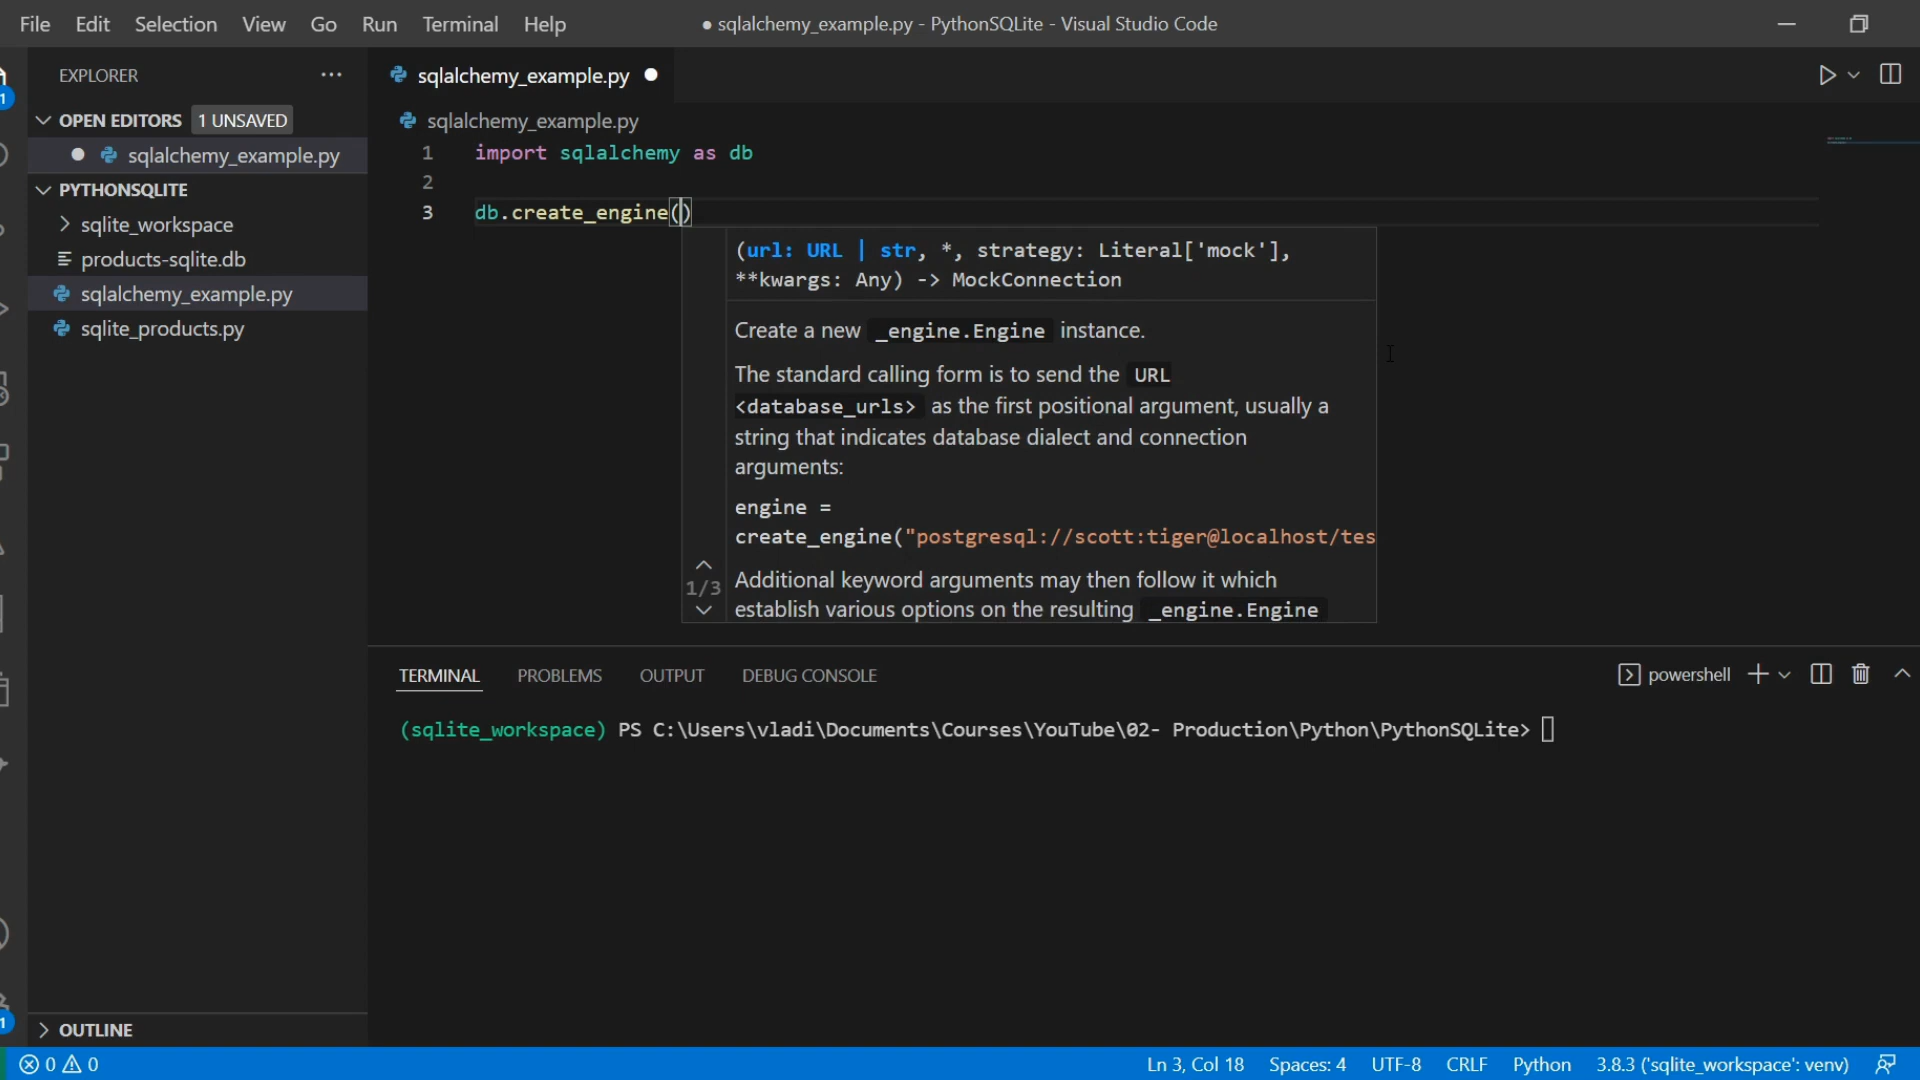 File Edit Selection View Go Run Terminal Help
● sqlalchemy_example.py - PythonSQLite - Visual Studio Code
EXPLORER
OPEN EDITORS 1 UNSAVED
sqlalchemy_example.py
PYTHONSQLITE
sqlite_workspace
products-sqlite.db
sqlalchemy_example.py
sqlite_products.py
OUTLINE
1
1
sqlalchemy_example.py
sqlalchemy_example.py
1 import sqlalchemy as db
2
3 db.create_engine()
(url: URL | str, *, strategy: Literal['mock'],
**kwargs: Any) -> MockConnection
Create a new _engine.Engine instance.
The standard calling form is to send the URL
<database_urls> as the first positional argument, usually a
string that indicates database dialect and connection
arguments:
engine =
create_engine("postgresql://scott:tiger@localhost/tes
1/3
Additional keyword arguments may then follow it which
establish various options on the resulting _engine.Engine
TERMINAL PROBLEMS OUTPUT DEBUG CONSOLE
powershell
(sqlite_workspace) PS C:\Users\vladi\Documents\Courses\YouTube\02- Production\Python\PythonSQLite>
0 0
Ln 3, Col 18 Spaces: 4 UTF-8 CRLF Python 3.8.3 ('sqlite_workspace': venv)